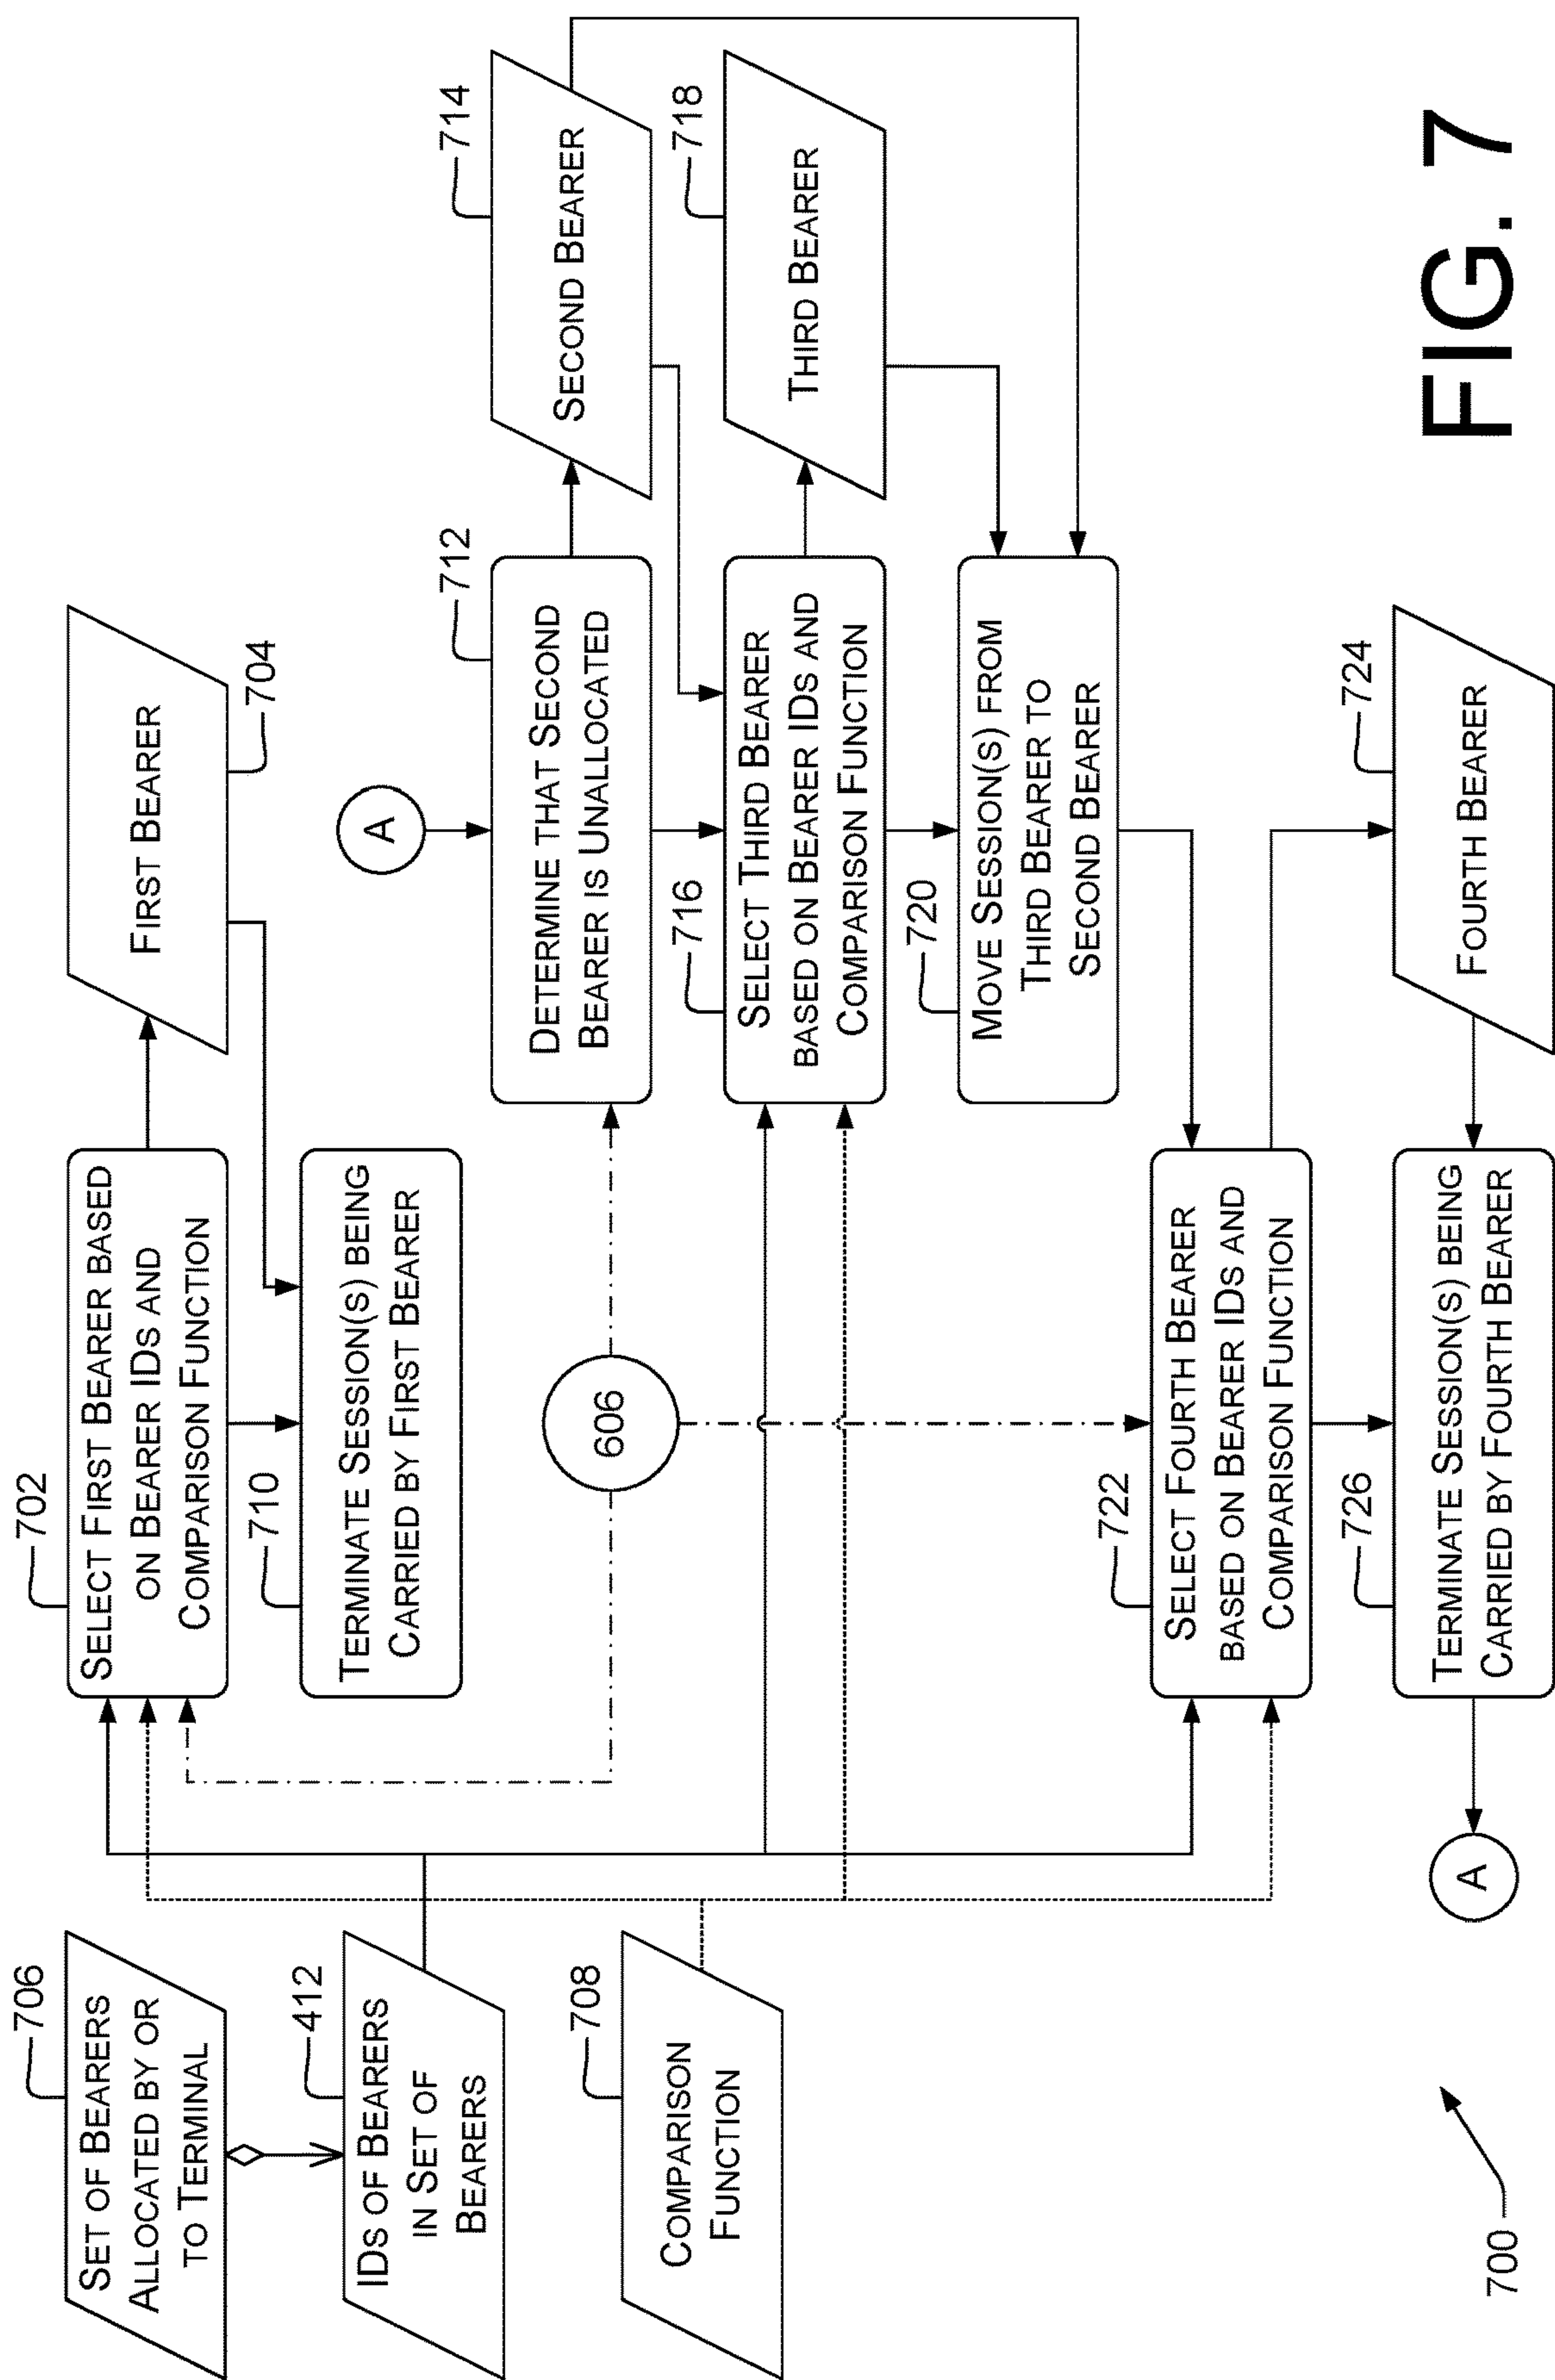 706
SET OF BEARERS
ALLOCATED BY OR
TO TERMINAL
412
IDS OF BEARERS
IN SET OF
BEARERS
708
COMPARISON
FUNCTION
702
SELECT FIRST BEARER BASED
ON BEARER IDS AND
COMPARISON FUNCTION
FIRST BEARER
704
710
TERMINATE SESSION(S) BEING
CARRIED BY FIRST BEARER
606
A
712
DETERMINE THAT SECOND
BEARER IS UNALLOCATED
714
SECOND BEARER
716
SELECT THIRD BEARER
BASED ON BEARER IDS AND
COMPARISON FUNCTION
718
THIRD BEARER
720
MOVE SESSION(S) FROM
THIRD BEARER TO
SECOND BEARER
722
SELECT FOURTH BEARER
BASED ON BEARER IDS AND
COMPARISON FUNCTION
724
FOURTH BEARER
726
TERMINATE SESSION(S) BEING
CARRIED BY FOURTH BEARER
A
700
FIG. 7